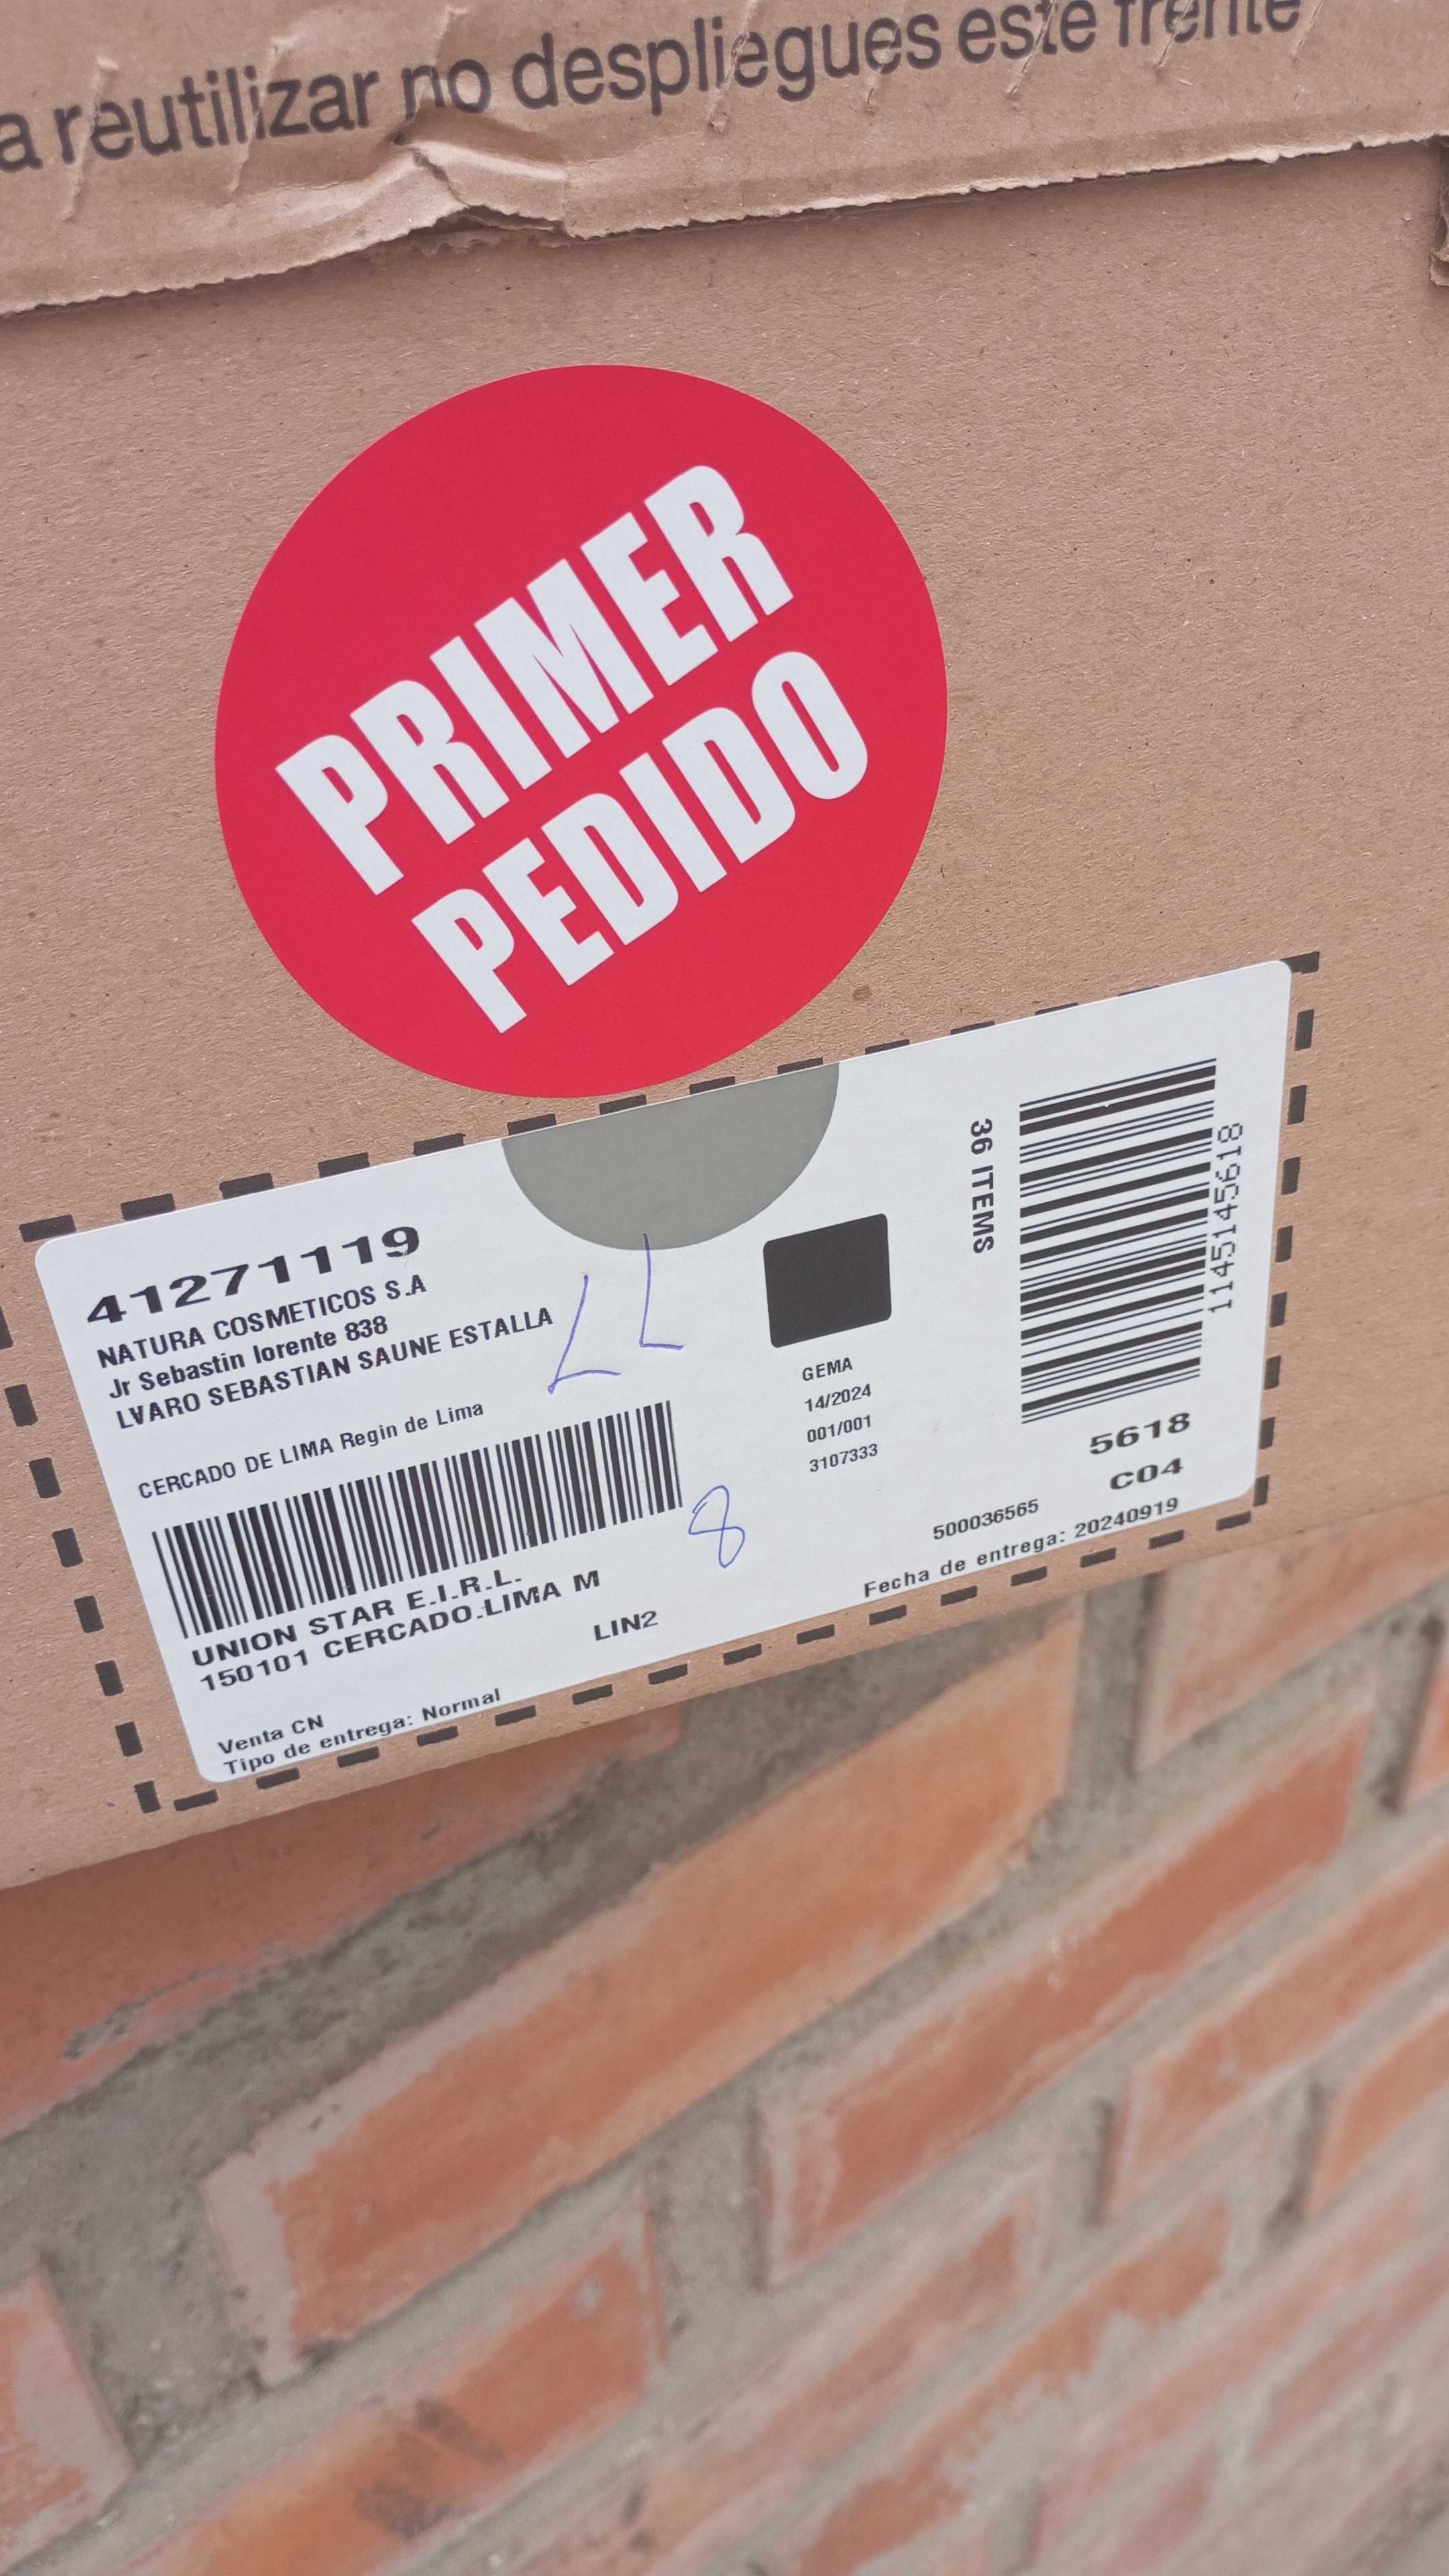 a reutilizar no despliegues este frente
PRIMER
PEDIDO
41271119
NATURA COSMETICOS S.A
Jr Sebastin lorente 838
LVARO SEBASTIAN SAUNE ESTALLA
CERCADO DE LIMA Regin de Lima
LL
8
UNION STAR E.I.R.L.
150101 CERCADO.LIMA M
LIN2
Venta CN
Tipo de entrega: Normal
GEMA
14/2024
001/001
3107333
36 ITEMS
1145145618
5618
C04
500036565
Fecha de entrega: 20240919